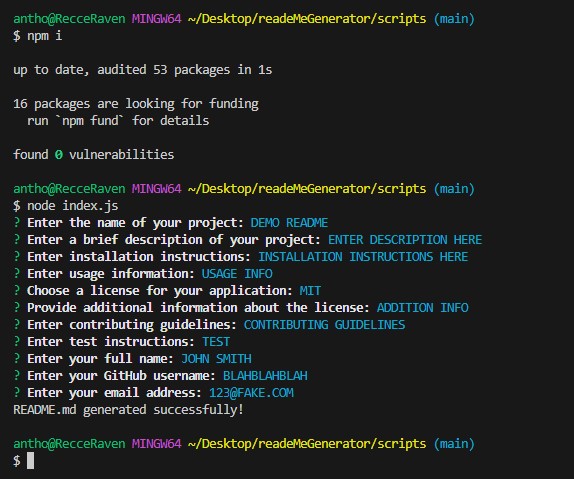 antho@RecceRaven MINGW64 ~/Desktop/readeMeGenerator/scripts (main)
$ npm i
up to date, audited 53 packages in 1s
16 packages are looking for funding
run `npm fund` for details
found 0 vulnerabilities
antho@RecceRaven MINGW64 ~/Desktop/readeMeGenerator/scripts (main)
$ node index.js
? Enter the name of your project: DEMO README
? Enter a brief description of your project: ENTER DESCRIPTION HERE
? Enter installation instructions: INSTALLATION INSTRUCTIONS HERE
? Enter usage information: USAGE INFO
? Choose a license for your application: MIT
? Provide additional information about the license: ADDITION INFO
? Enter contributing guidelines: CONTRIBUTING GUIDELINES
? Enter test instructions: TEST
? Enter your full name: JOHN SMITH
? Enter your GitHub username: BLAHBLAHBLAH
? Enter your email address: 123@FAKE.COM
README.md generated successfully!
antho@RecceRaven MINGW64 ~/Desktop/readeMeGenerator/scripts (main)
$